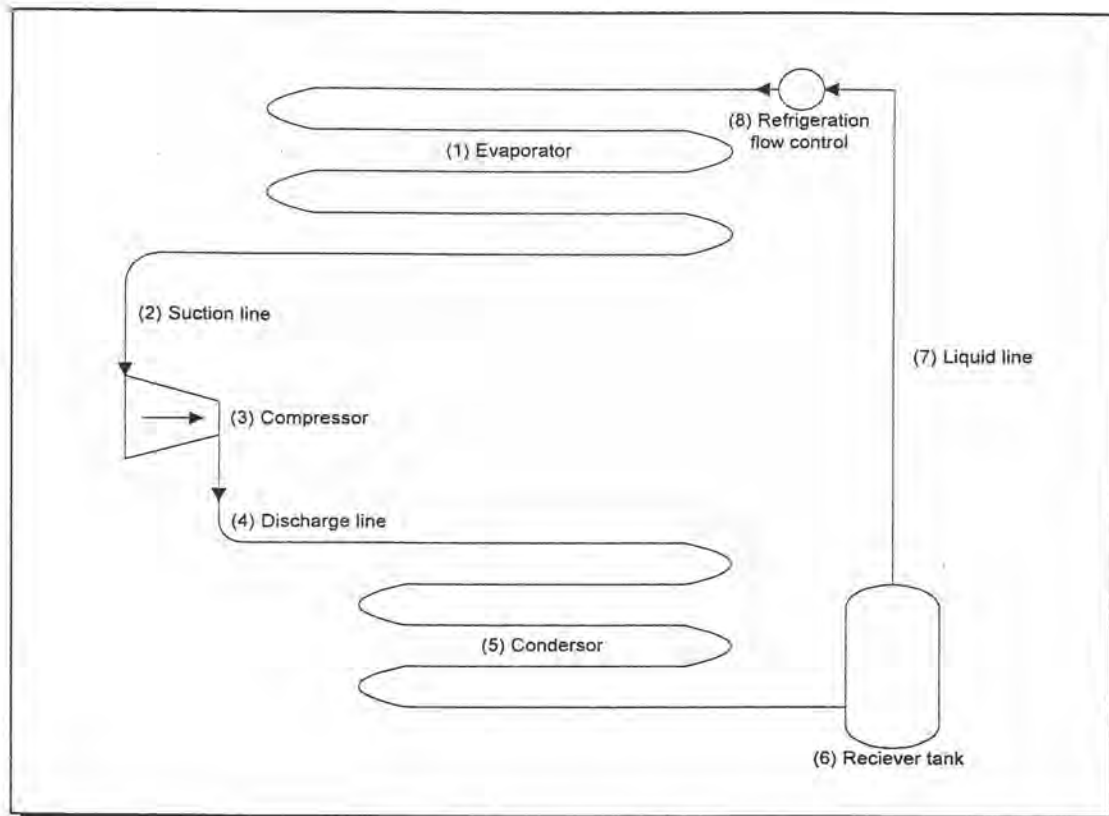 (8) Refrigeration
flow control
(1) Evaporator
(2) Suction line
(7) Liquid line
(3) Compressor
(4) Discharge line
(5) Condersor
(6) Reciever tank